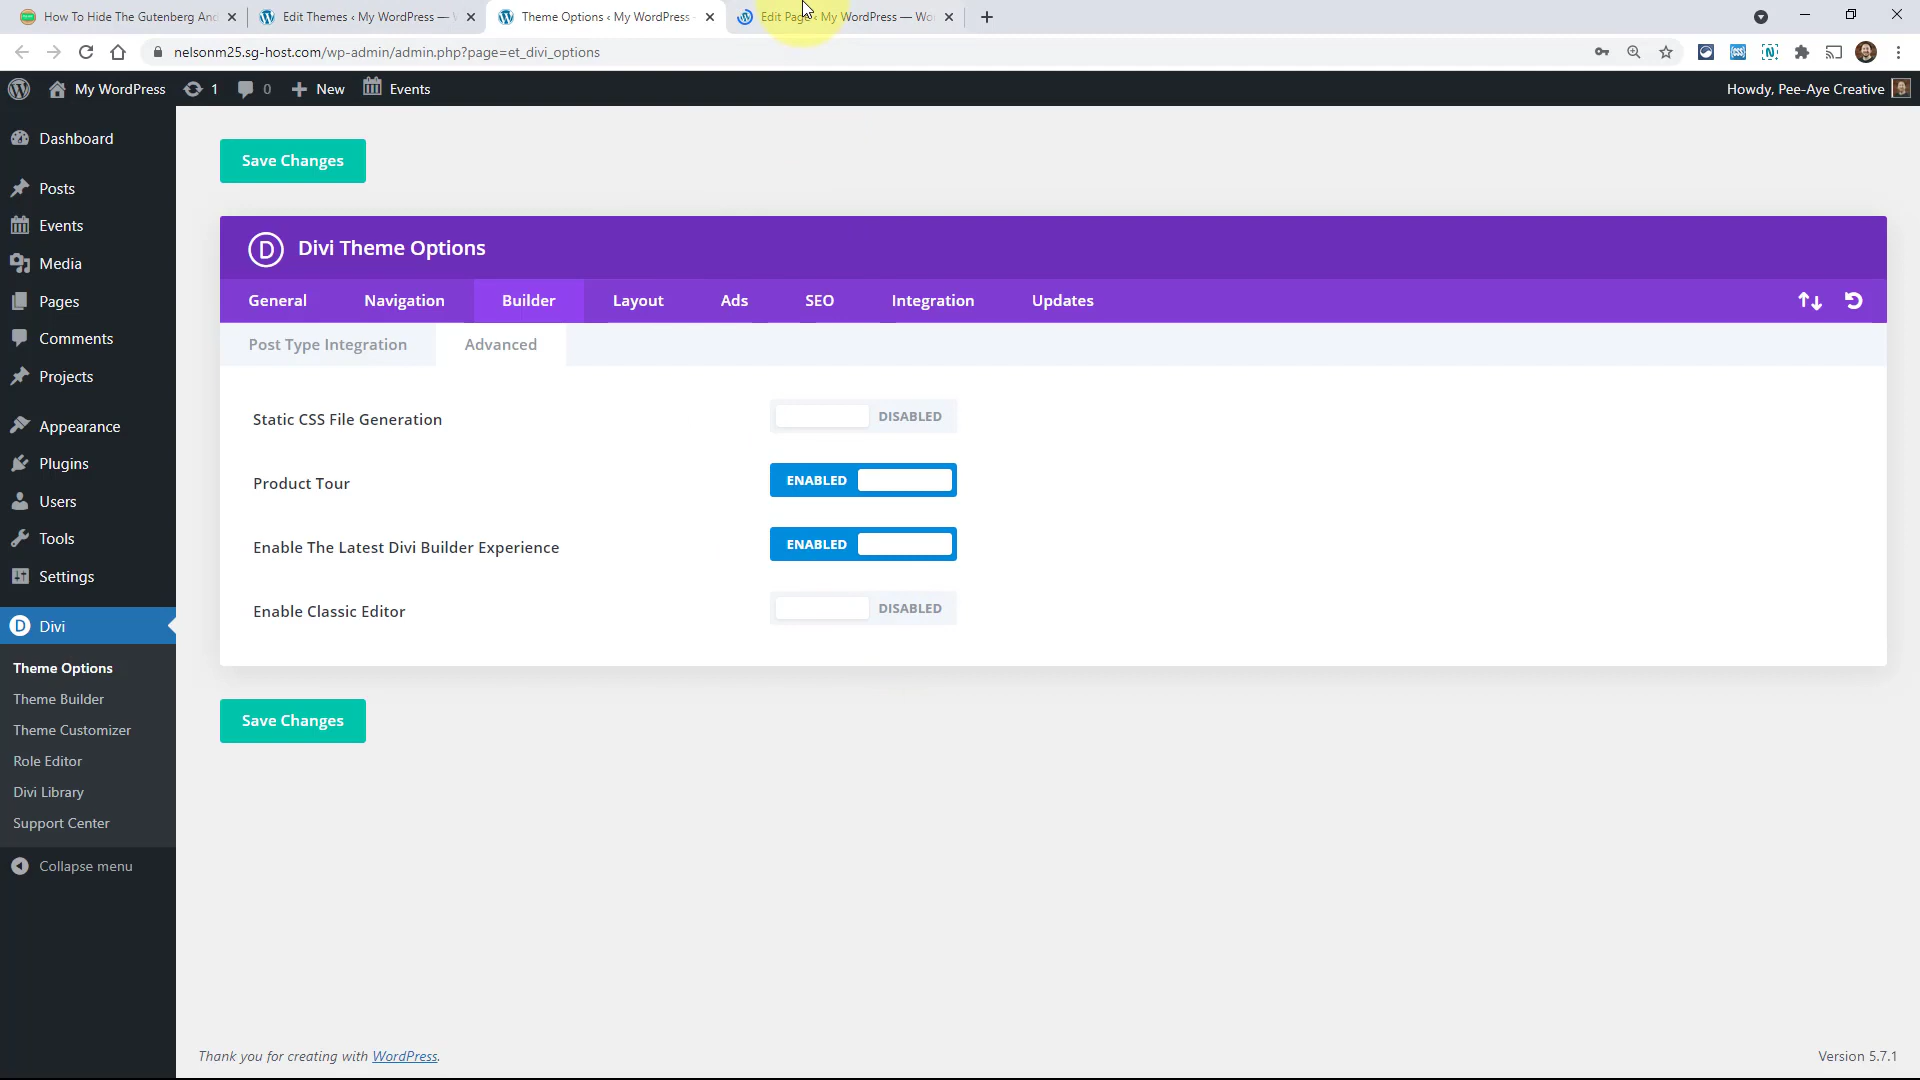 How To Hide The Gutenberg And
Edit Themes ‹ My WordPress —
Theme Options ‹ My WordPress
Edit Page ‹ My WordPress — Wo
nelsonm25.sg-host.com/wp-admin/admin.php?page=et_divi_options
My WordPress
1
0
New
Events
Howdy, Pee-Aye Creative
Dashboard
Posts
Events
Media
Pages
Comments
Projects
Appearance
Plugins
Users
Tools
Settings
Divi
Theme Options
Theme Builder
Theme Customizer
Role Editor
Divi Library
Support Center
Collapse menu
Save Changes
D
Divi Theme Options
General
Navigation
Builder
Layout
Ads
SEO
Integration
Updates
Post Type Integration
Advanced
Static CSS File Generation
DISABLED
Product Tour
ENABLED
Enable The Latest Divi Builder Experience
ENABLED
Enable Classic Editor
DISABLED
Save Changes
Thank you for creating with WordPress.
Version 5.7.1